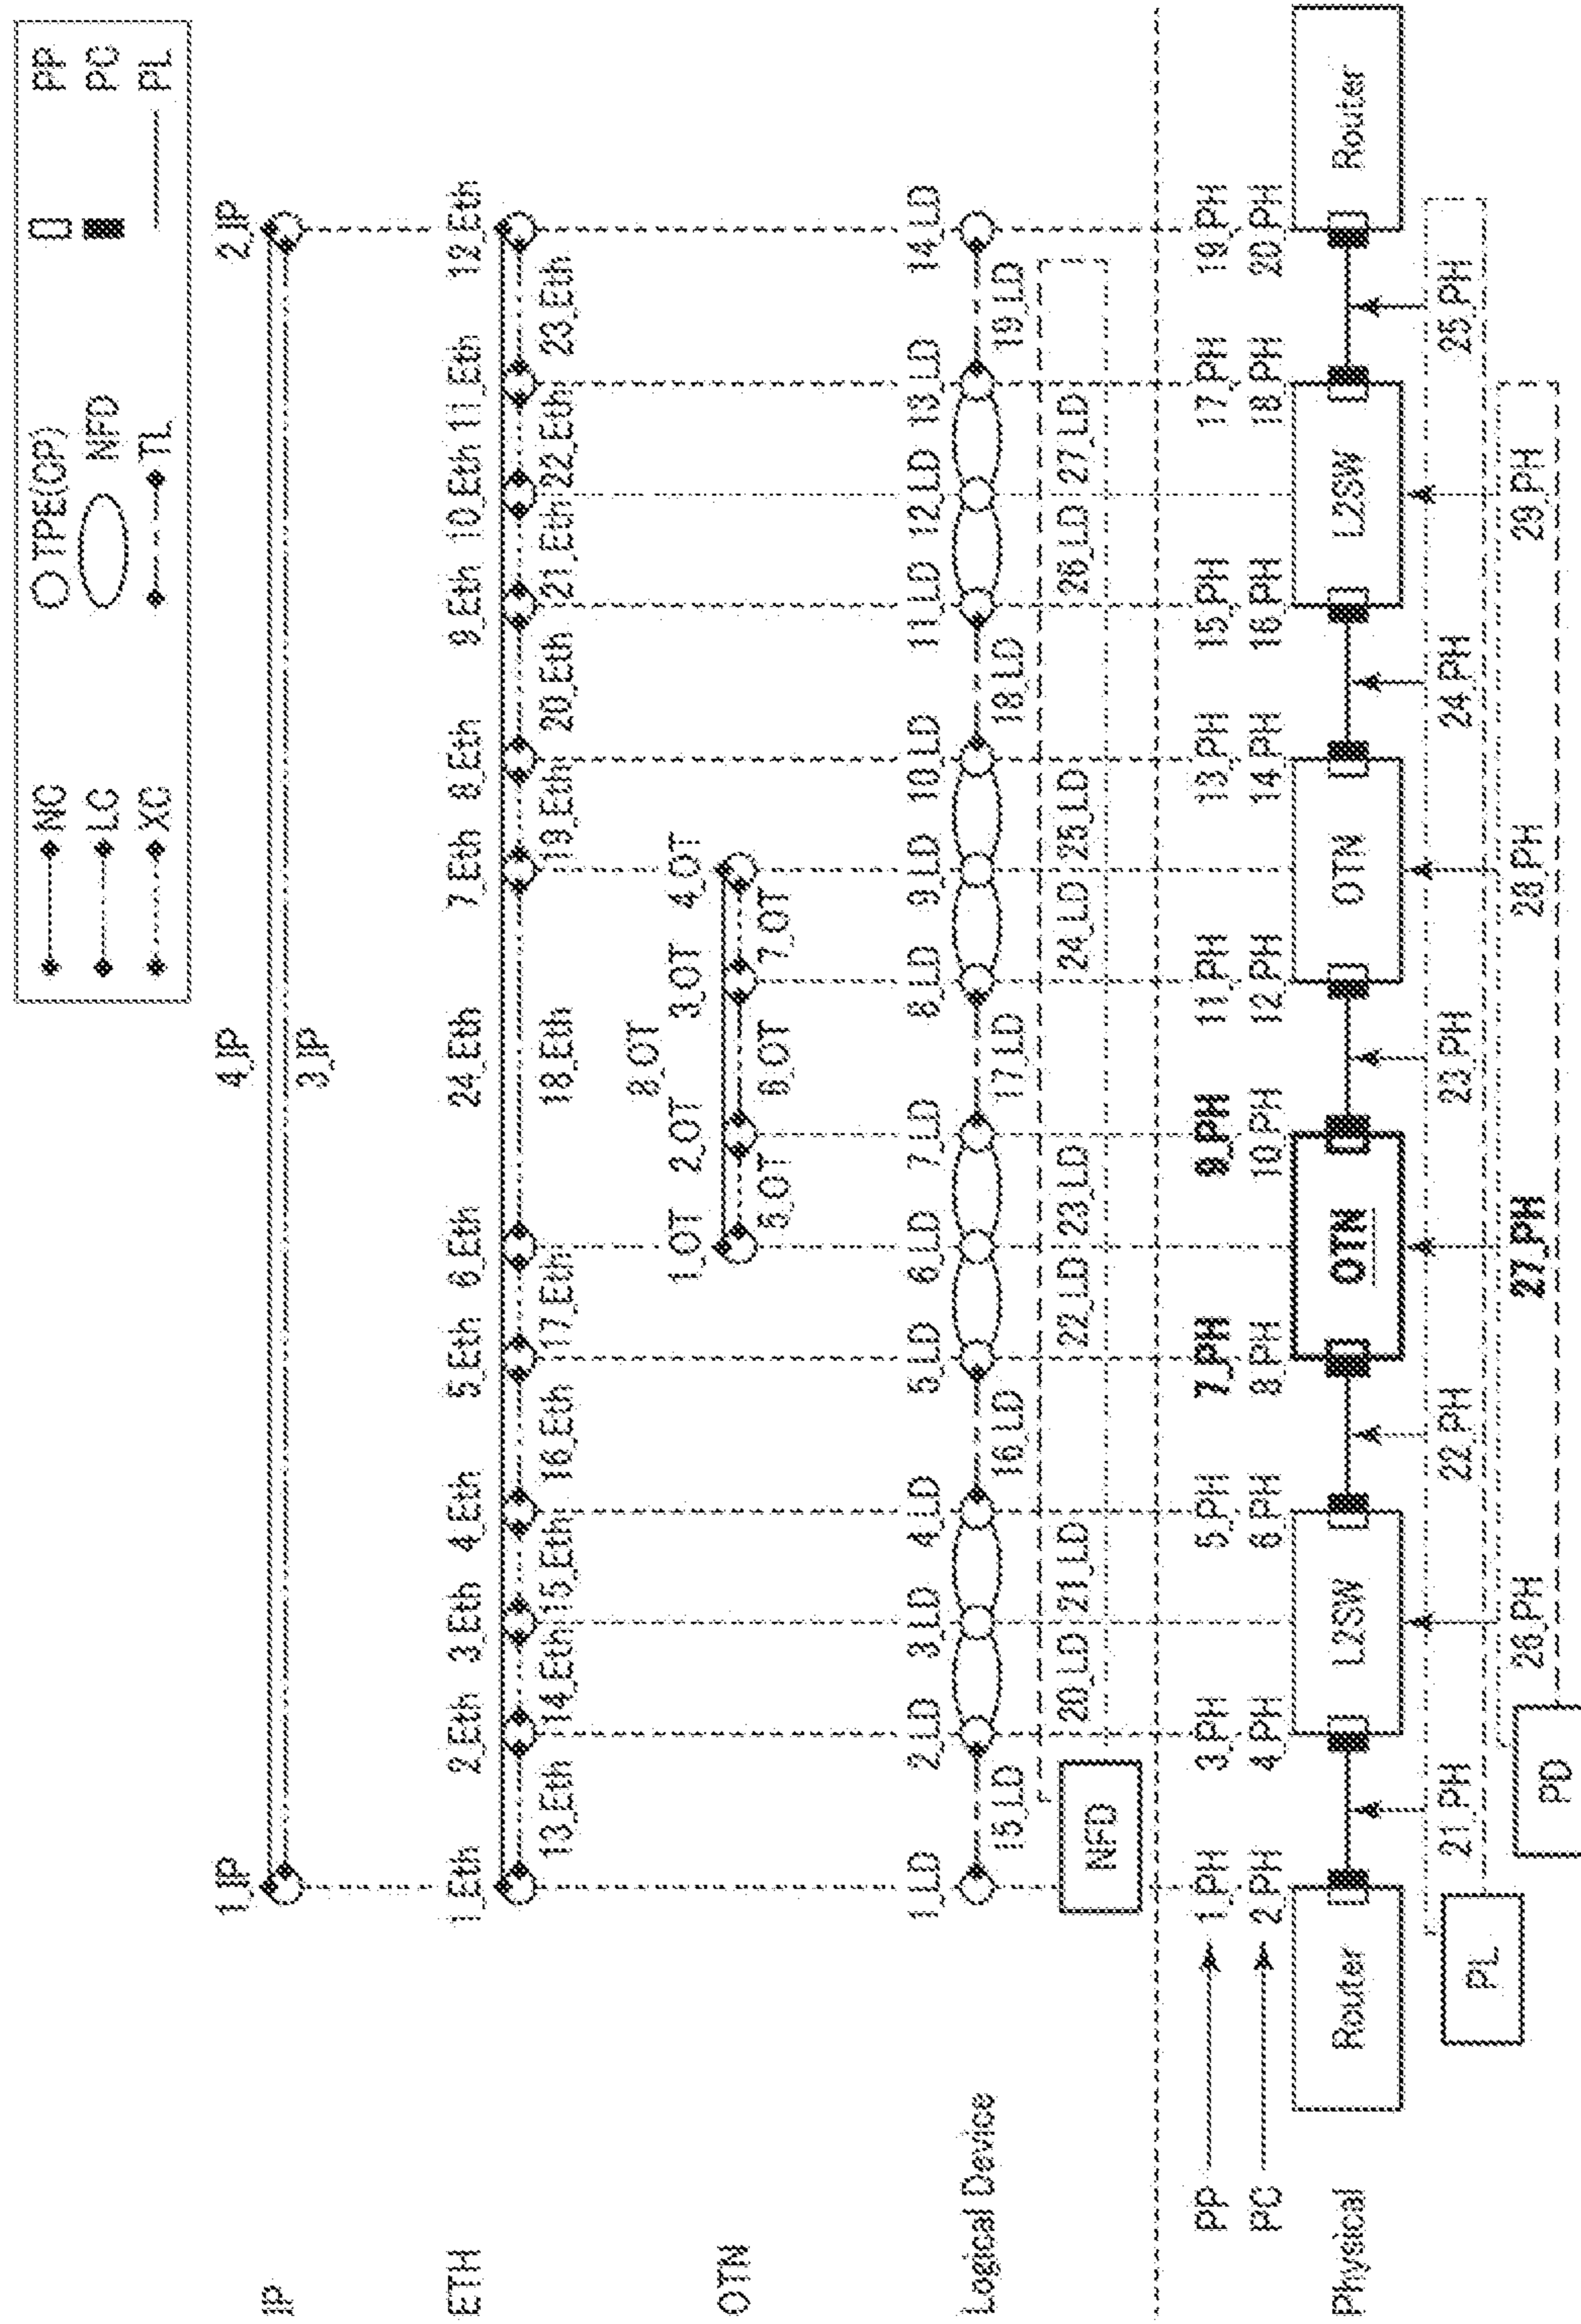 NC
○ TPE(CP)
PP
LC
NFD
PC
XC
TL
PL
IP
1_IP
4_IP
2_IP
3_IP
ETH
1_Eth 2_Eth 3_Eth 4_Eth 5_Eth 6_Eth 24_Eth 7_Eth 8_Eth 9_Eth 10_Eth 11_Eth 12_Eth
13_Eth 14_Eth 15_Eth 16_Eth 17_Eth 18_Eth 19_Eth 20_Eth 21_Eth 22_Eth 23_Eth
8_OT
OTN
1_OT 2_OT 3_OT 4_OT
5_OT 6_OT 7_OT
Logical Device
1_LD 2_LD 3_LD 4_LD 5_LD 6_LD 7_LD 8_LD 9_LD 10_LD 11_LD 12_LD 13_LD 14_LD
15_LD 16_LD 17_LD 18_LD 19_LD
NFD
20_LD 21_LD 22_LD 23_LD 24_LD 25_LD 26_LD 27_LD
PP
1_PH 3_PH 5_PH 7_PH 9_PH 11_PH 13_PH 15_PH 17_PH 19_PH
PC
2_PH 4_PH 6_PH 8_PH 10_PH 12_PH 14_PH 16_PH 18_PH 20_PH
Physical
Router L2SW OTN OTN L2SW Router
PL
21_PH 22_PH 23_PH 24_PH 25_PH
PD
26_PH 27_PH 28_PH 29_PH